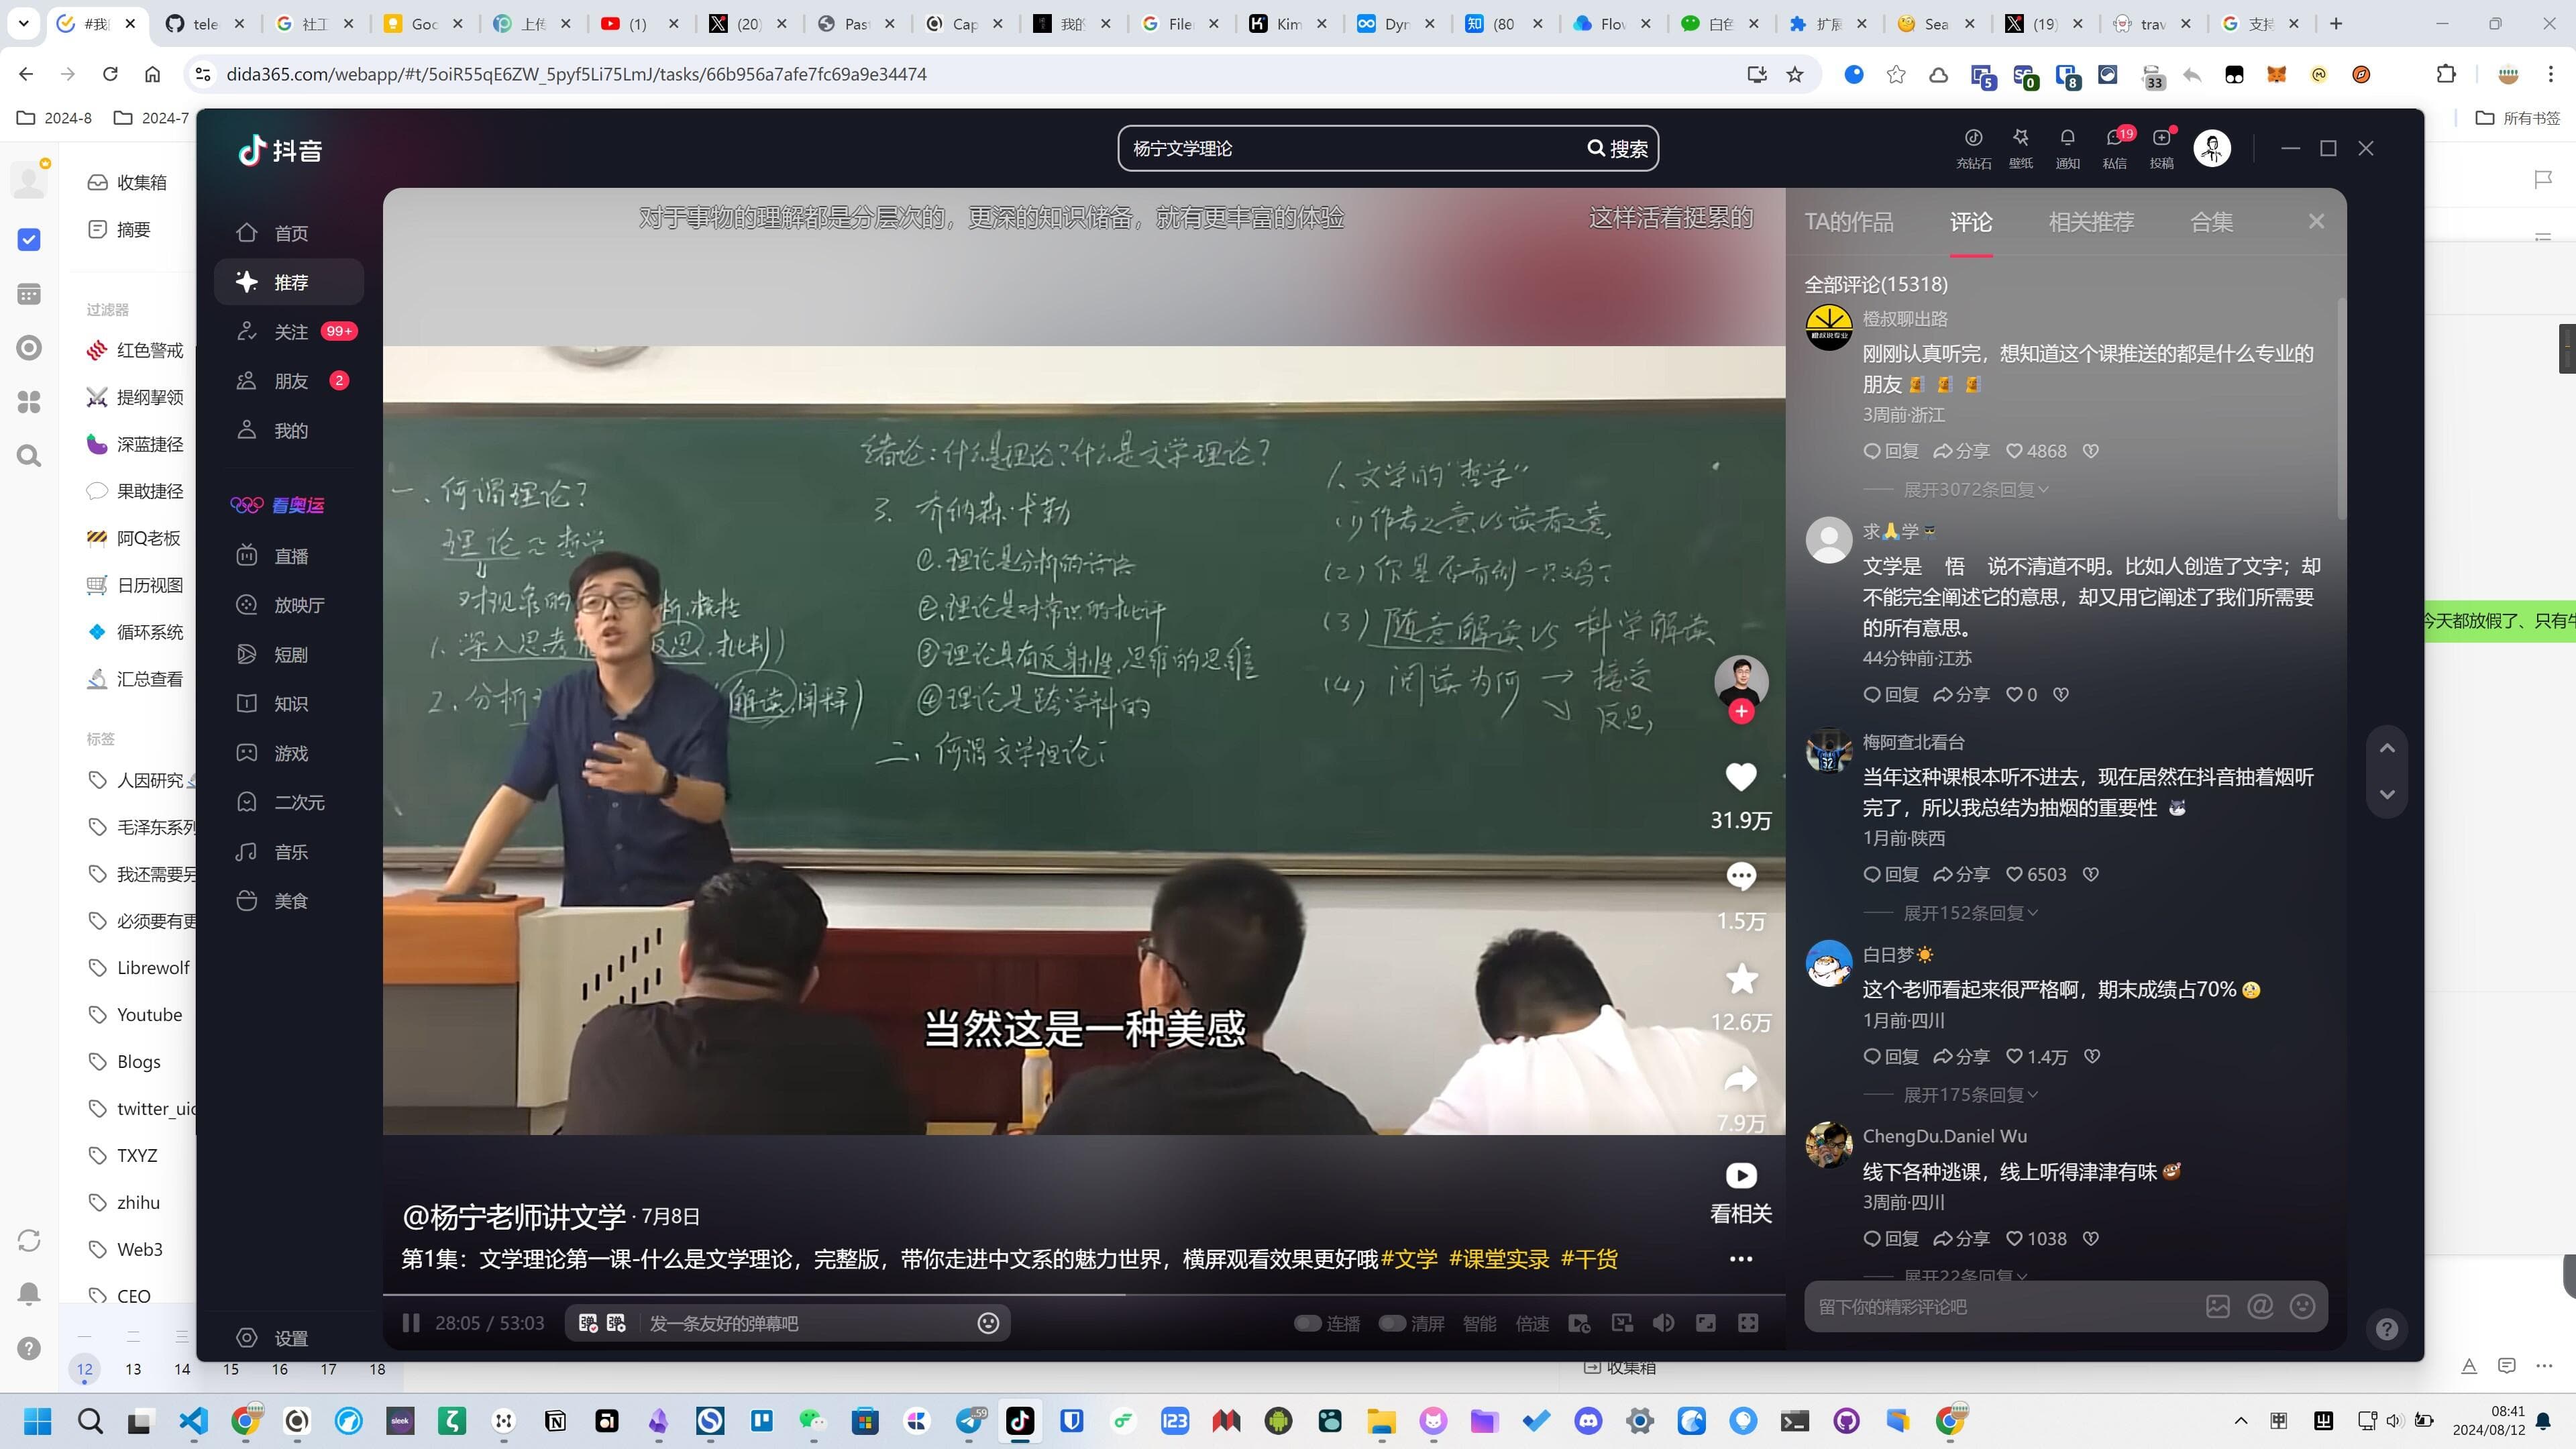 #我
tele
社工
Goo
上传
(1)
(20)
Past
Cap
我的
File
Kim
Dyn
(80
Flow
白色
扩展
Sea
(19)
trav
支持
dida365.com/webapp/#t/5oiR55qE6ZW_5pyf5Li75LmJ/tasks/66b956a7afe7fc69a9e34474
5
0
8
33
2024-8
2024-7
所有书签
收集箱
摘要
过滤器
红色警戒
提纲挈领
深蓝捷径
果敢捷径
阿Q老板
日历视图
循环系统
汇总查看
标签
人因研究
毛泽东系列
我还需要另
必须要有更
Librewolf
Youtube
Blogs
twitter_uic
TXYZ
zhihu
Web3
CEO
一 二 三
12 13 14 15 16 17 18
抖音
杨宁文学理论
搜索
充钻石
壁纸
通知
私信
19
投稿
首页
推荐
关注 99+
朋友 2
我的
看奥运
直播
放映厅
短剧
知识
游戏
二次元
音乐
美食
设置
对于事物的理解都是分层次的，更深的知识储备，就有更丰富的体验
这样活着挺累的
绪论：什么是理论？什么是文学理论？
一、何谓理论？
理论≈哲学
对现象的
1、深入思考 反思，批判）
2、分析 （解读，阐释）
3、乔纳森·卡勒
①理论是分析的话语
②理论是对常识的批评
③理论具有反射性，思维的思维
④理论是跨学科的
二、何谓文学理论？
1、文学的“哲学”
(1)作者之意VS读者之意
(2)你是否看到一只鸡？
(3)随意解读VS科学解读
(4)阅读为何→接受
↘反思
当然这是一种美感
31.9万
1.5万
12.6万
7.9万
看相关
@杨宁老师讲文学 · 7月8日
第1集：文学理论第一课-什么是文学理论，完整版，带你走进中文系的魅力世界，横屏观看效果更好哦#文学 #课堂实录 #干货
28:05 / 53:03
发一条友好的弹幕吧
连播
清屏
智能
倍速
TA的作品
评论
相关推荐
合集
全部评论(15318)
橙叔聊出路
刚刚认真听完，想知道这个课推送的都是什么专业的
朋友
3周前·浙江
回复 分享 4868
展开3072条回复
求🙏学
文学是 悟 说不清道不明。比如人创造了文字；却
不能完全阐述它的意思，却又用它阐述了我们所需要
的所有意思。
44分钟前·江苏
回复 分享 0
梅阿查北看台
当年这种课根本听不进去，现在居然在抖音抽着烟听
完了，所以我总结为抽烟的重要性
1月前·陕西
回复 分享 6503
展开152条回复
白日梦☀
这个老师看起来很严格啊，期末成绩占70%
1月前·四川
回复 分享 1.4万
展开175条回复
ChengDu.Daniel Wu
线下各种逃课，线上听得津津有味
3周前·四川
回复 分享 1038
展开22条回复
留下你的精彩评论吧
今天都放假了、只有牛
收集箱
sleek
59
123
08:41
2024/08/12